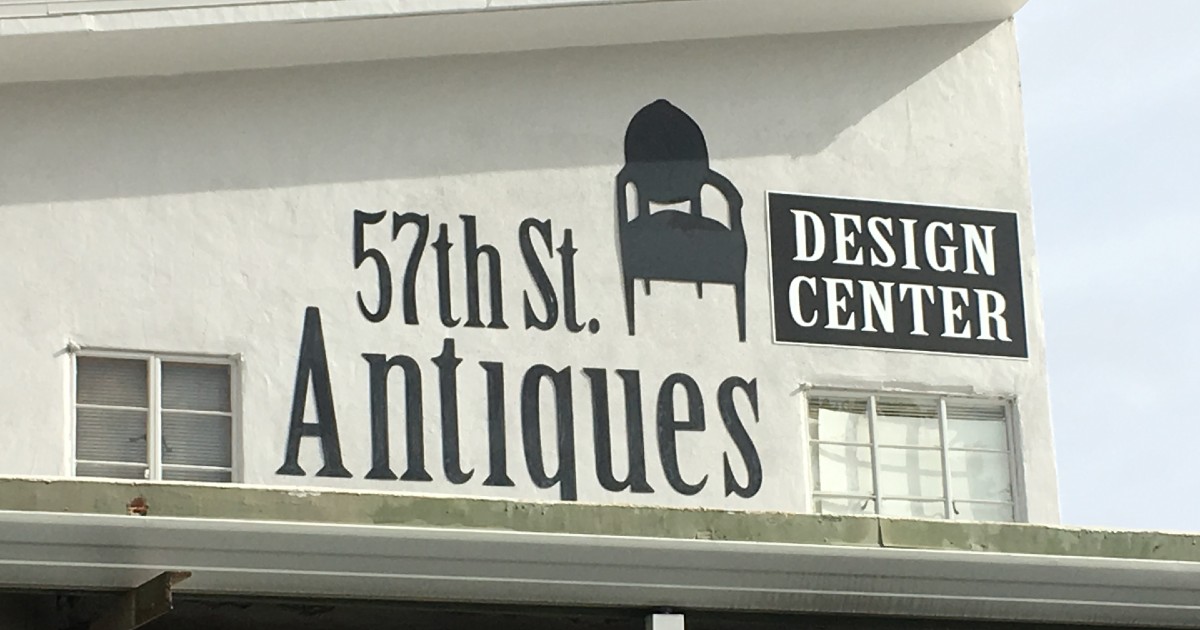 57th St.
Antiques
DESIGN
CENTER